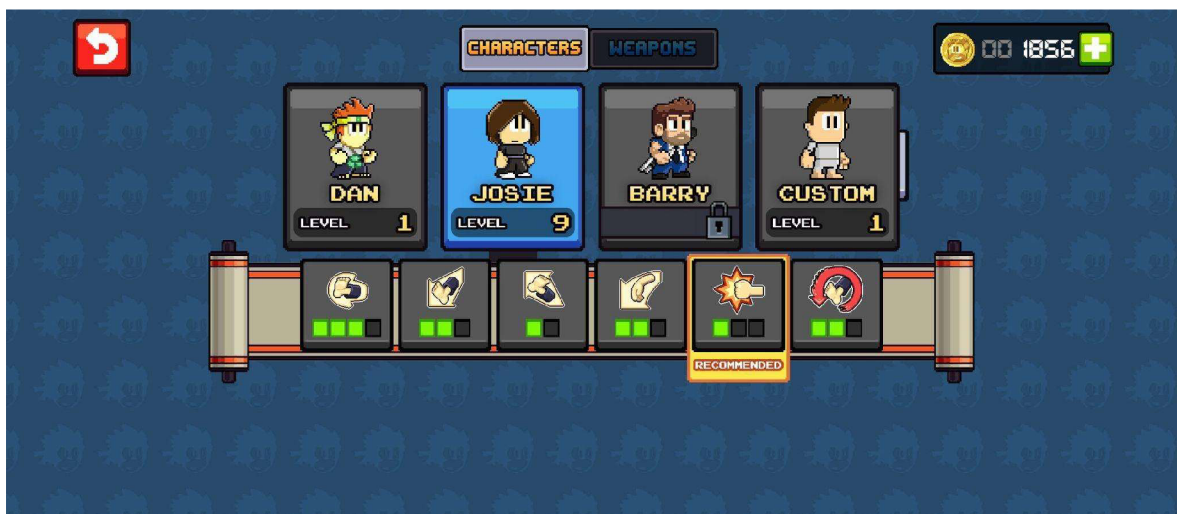 CHARACTERS WEAPONS
00 1856
DAN
LEVEL 1
JOSIE
LEVEL 9
BARRY
CUSTOM
LEVEL 1
RECOMMENDED